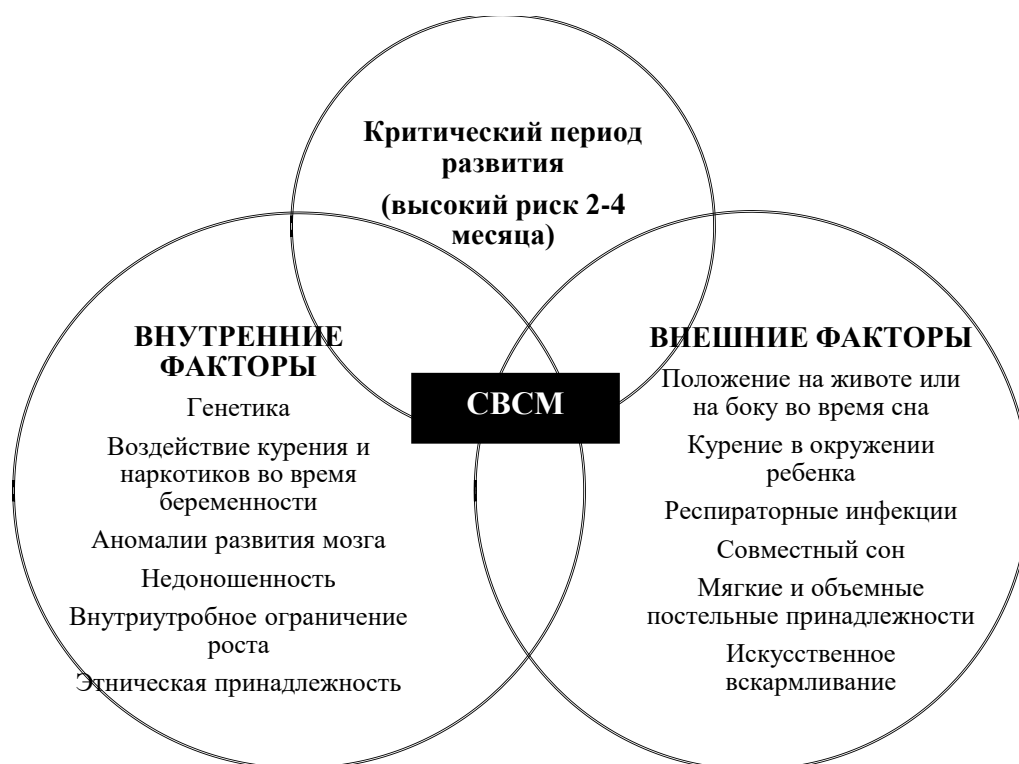 Критический период
развития
(высокий риск 2-4
месяца)
ВНУТРЕННИЕ
ФАКТОРЫ
Генетика
Воздействие курения и
наркотиков во время
беременности
Аномалии развития мозга
Недоношенность
Внутриутробное ограничение
роста
Этническая принадлежность
СВСМ
ВНЕШНИЕ ФАКТОРЫ
Положение на животе или
на боку во время сна
Курение в окружении
ребенка
Респираторные инфекции
Совместный сон
Мягкие и объемные
постельные принадлежности
Искусственное
вскармливание